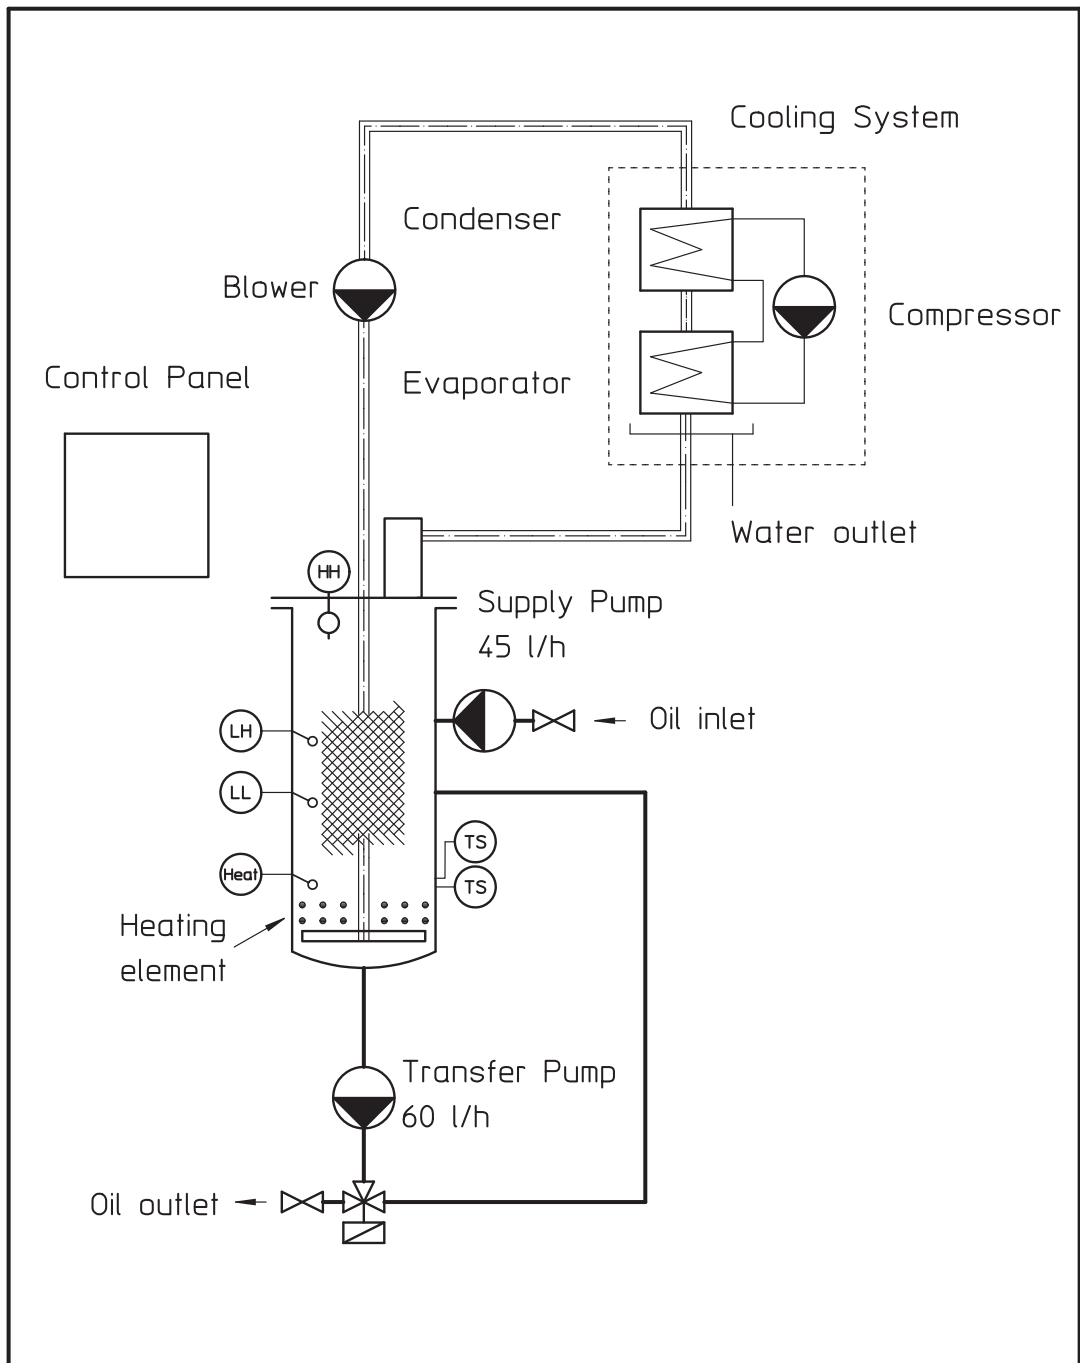 Cooling System
Condenser
Blower
Compressor
Control Panel
Evaporator
Water outlet
HH
Supply Pump
45 l/h
LH
Oil inlet
LL
TS
Heat
TS
Heating
element
Transfer Pump
60 l/h
Oil outlet